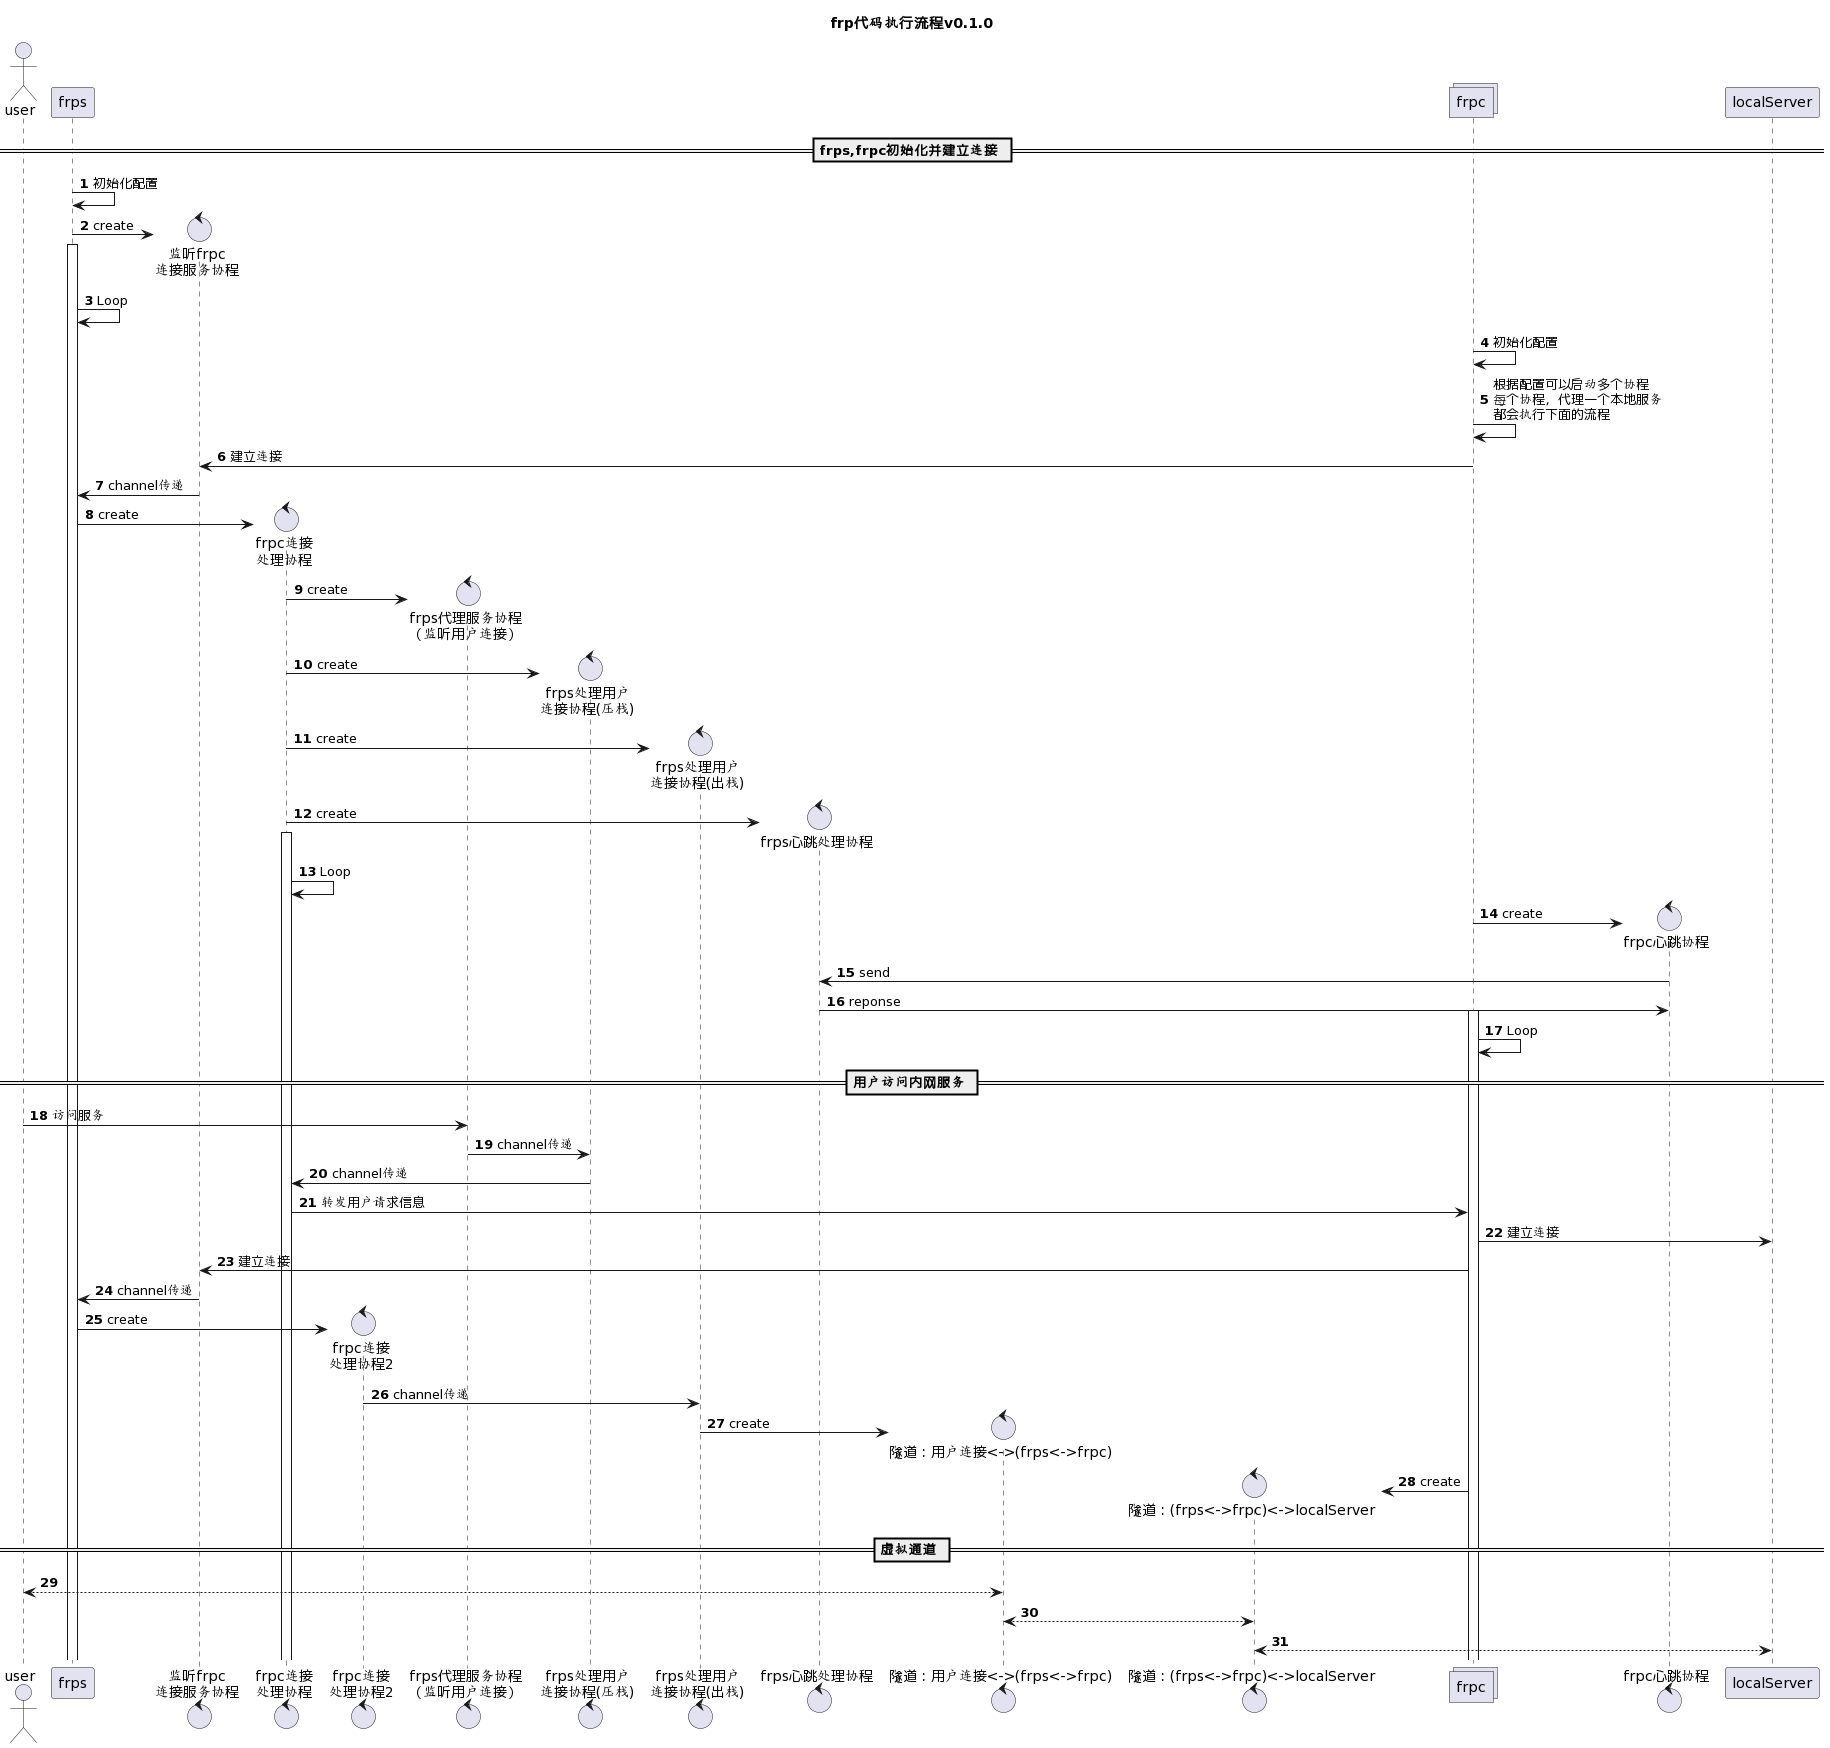 frp代码执行流程v0.1.0
user
frps
frpc
localServer
frps,frpc初始化并建立连接
1 初始化配置
2 create
监听frpc
连接服务协程
3 Loop
4 初始化配置
根据配置可以启动多个协程
5 每个协程，代理一个本地服务
都会执行下面的流程
6 建立连接
7 channel传递
8 create
frpc连接
处理协程
9 create
frps代理服务协程
（监听用户连接）
10 create
frps处理用户
连接协程(压栈)
11 create
frps处理用户
连接协程(出栈)
12 create
frps心跳处理协程
13 Loop
14 create
frpc心跳协程
15 send
16 reponse
17 Loop
用户访问内网服务
18 访问服务
19 channel传递
20 channel传递
21 转发用户请求信息
22 建立连接
23 建立连接
24 channel传递
25 create
frpc连接
处理协程2
26 channel传递
27 create
隧道：用户连接<->(frps<->frpc)
28 create
隧道：(frps<->frpc)<->localServer
虚拟通道
29
30
31
user
frps
监听frpc
连接服务协程
frpc连接
处理协程
frpc连接
处理协程2
frps代理服务协程
（监听用户连接）
frps处理用户
连接协程(压栈)
frps处理用户
连接协程(出栈)
frps心跳处理协程
隧道：用户连接<->(frps<->frpc)
隧道：(frps<->frpc)<->localServer
frpc
frpc心跳协程
localServer